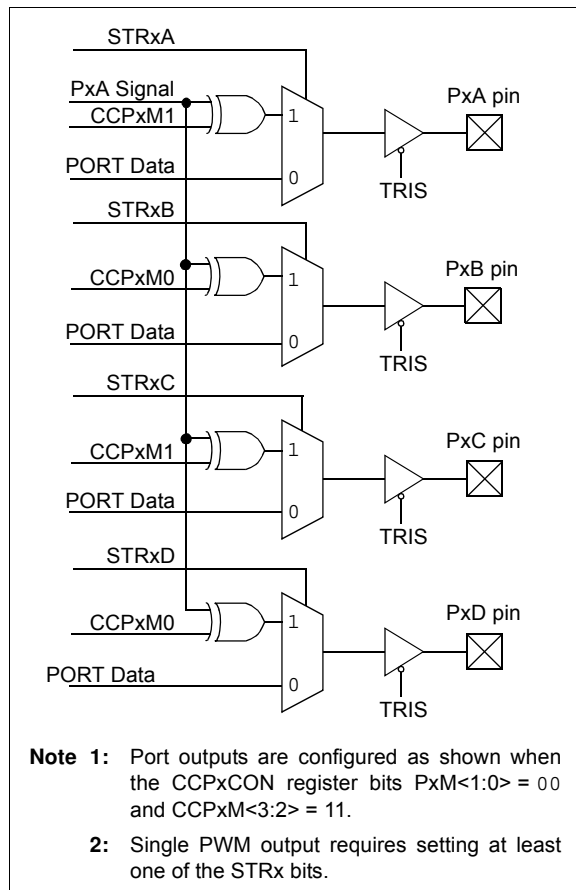 STRxA
PxA Signal
CCPxM1
1
PORT Data
0
TRIS
PxA pin
STRxB
CCPxM0
1
PORT Data
0
TRIS
PxB pin
STRxC
CCPxM1
1
PORT Data
0
TRIS
PxC pin
STRxD
CCPxM0
1
PORT Data
0
TRIS
PxD pin
Note 1: Port outputs are configured as shown when
the CCPxCON register bits PxM<1:0> = 00
and CCPxM<3:2> = 11.
2: Single PWM output requires setting at least
one of the STRx bits.